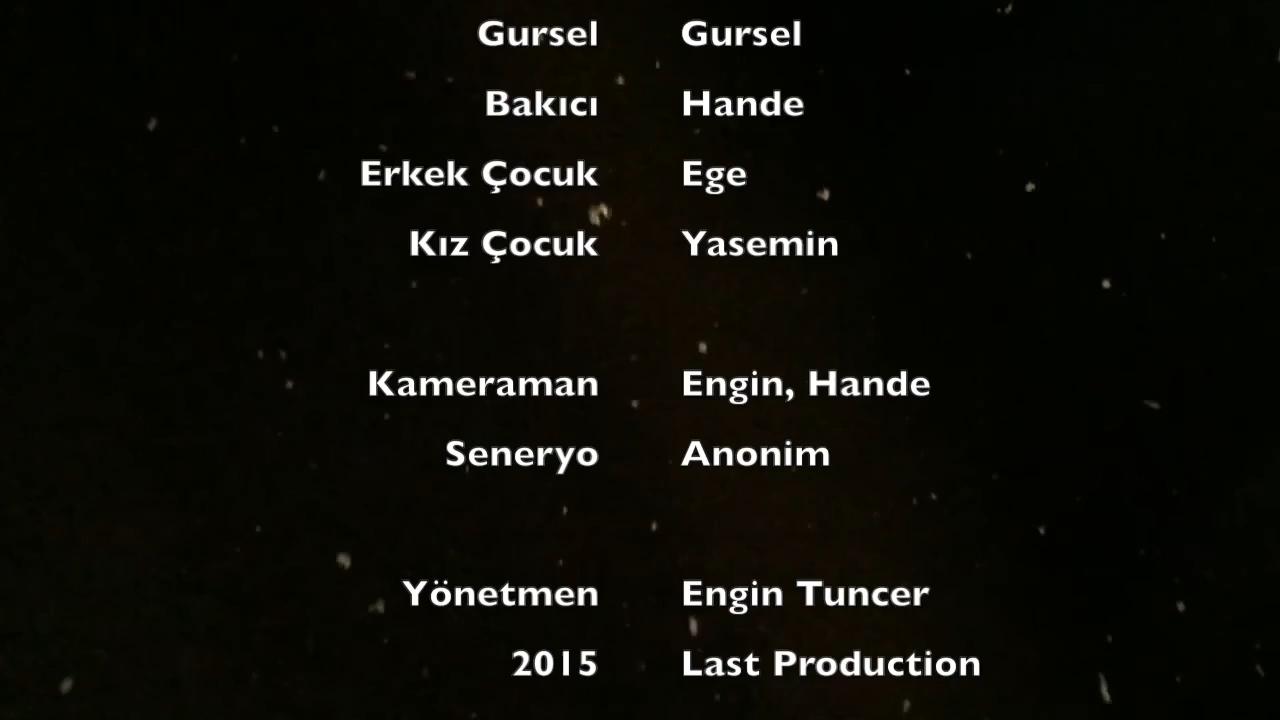 Gursel Gursel
Bakıcı Hande
Erkek Çocuk Ege
Kız Çocuk Yasemin
Kameraman Engin, Hande
Seneryo Anonim
Yönetmen Engin Tuncer
2015 Last Production